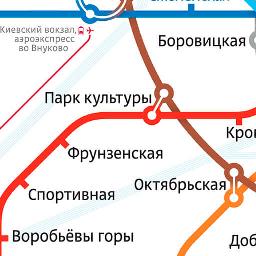 Киевский вокзал,
аэроэкспресс
во Внуково
Боровицкая
Парк культуры
Фрунзенская
Октябрьская
Спортивная
Воробьёвы горы